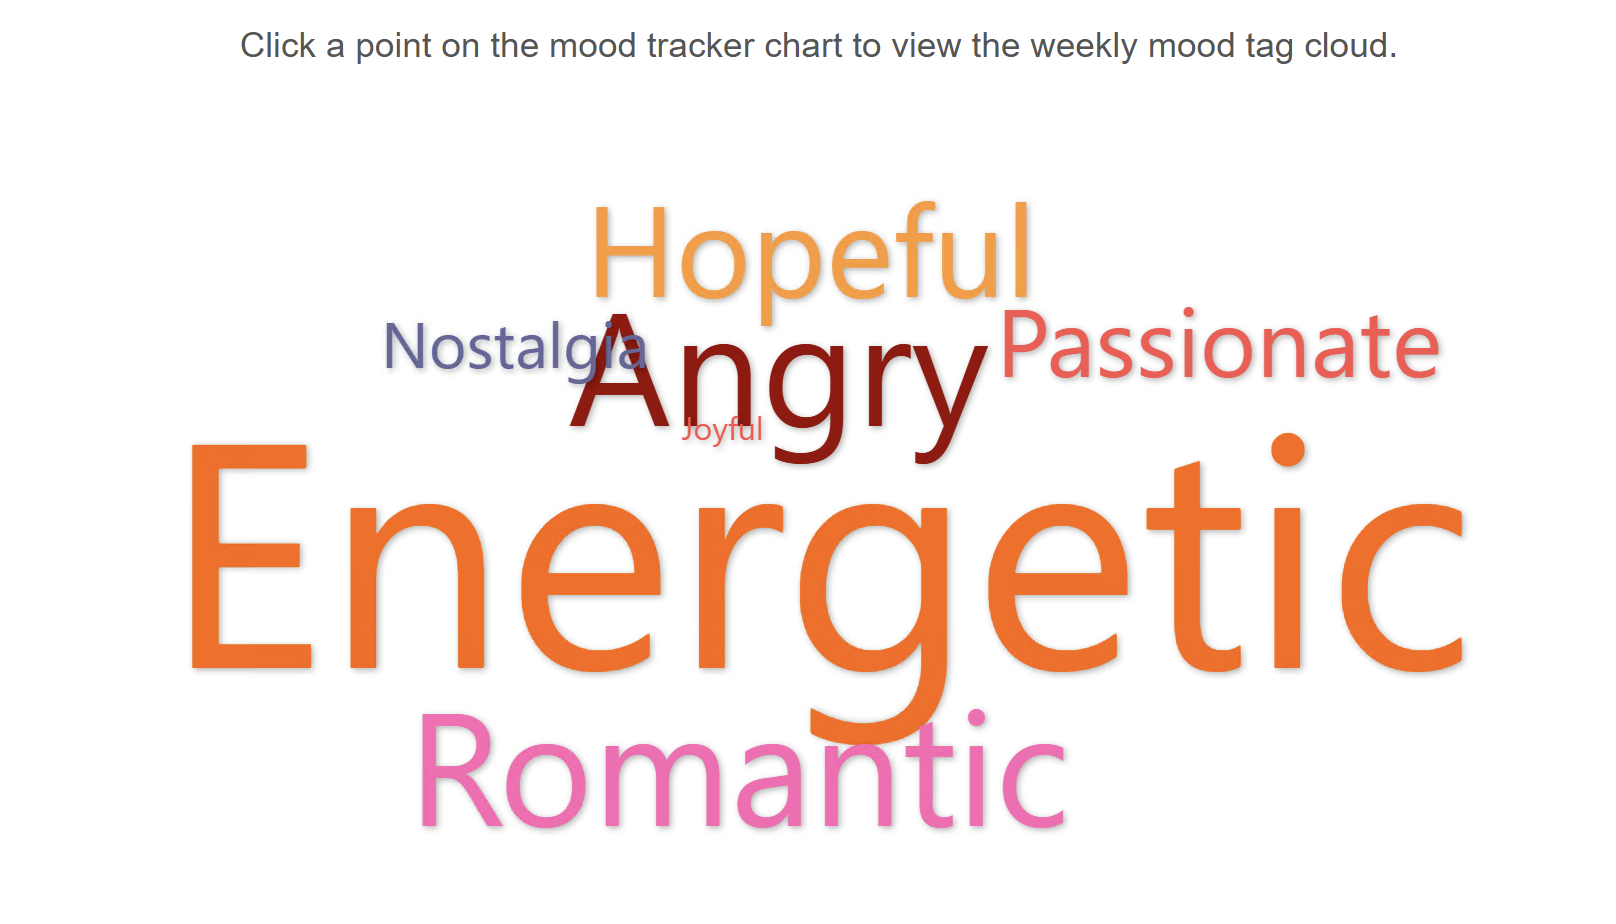 Click a point on the mood tracker chart to view the weekly mood tag cloud.
Hopeful
Nostalgia
Angry
Passionate
Joyful
Energetic
Romantic